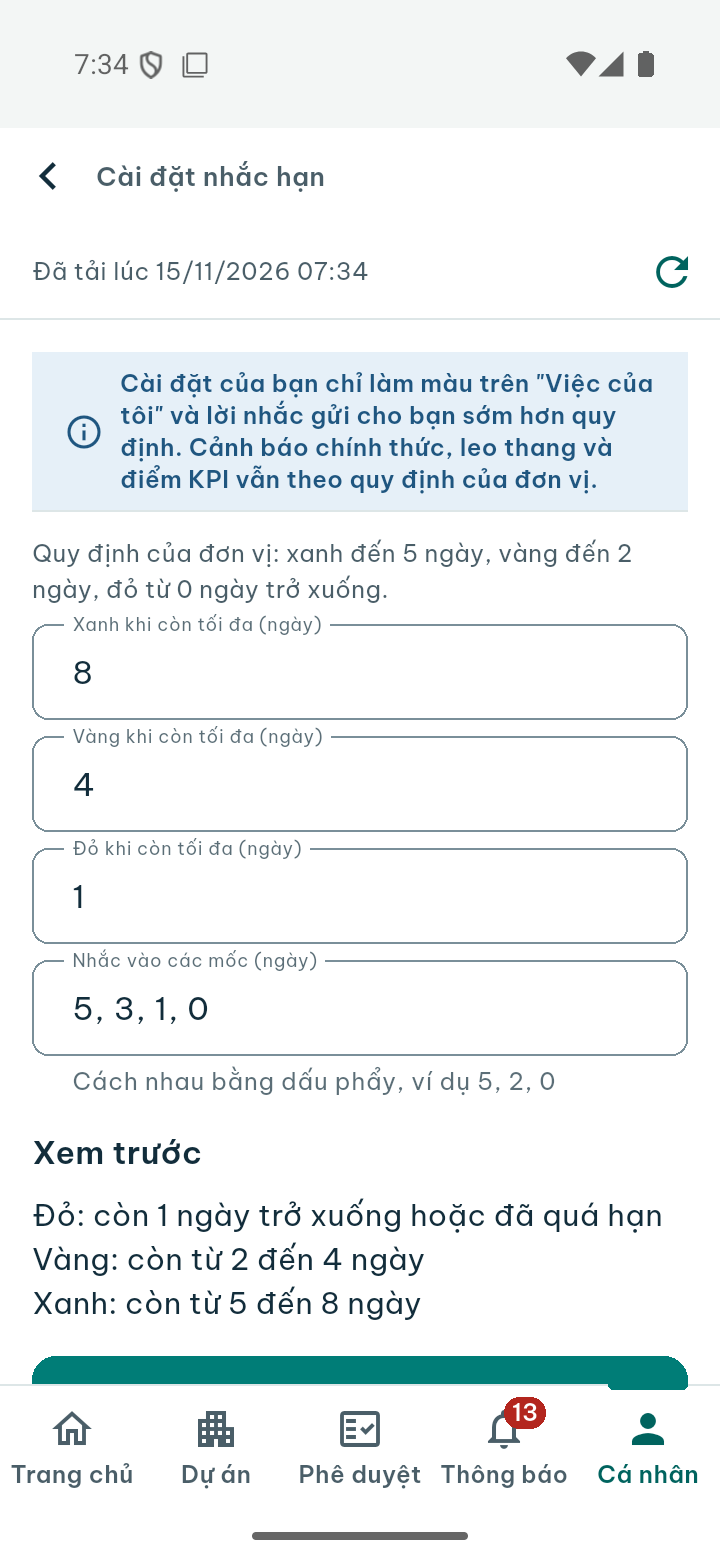 7:34
Cài đặt nhắc hạn
Đã tải lúc 15/11/2026 07:34
Cài đặt của bạn chỉ làm màu trên "Việc của
tôi" và lời nhắc gửi cho bạn sớm hơn quy
định. Cảnh báo chính thức, leo thang và
điểm KPI vẫn theo quy định của đơn vị.
Quy định của đơn vị: xanh đến 5 ngày, vàng đến 2
ngày, đỏ từ 0 ngày trở xuống.
Xanh khi còn tối đa (ngày)
8
Vàng khi còn tối đa (ngày)
4
Đỏ khi còn tối đa (ngày)
1
Nhắc vào các mốc (ngày)
5, 3, 1, 0
Cách nhau bằng dấu phẩy, ví dụ 5, 2, 0
Xem trước
Đỏ: còn 1 ngày trở xuống hoặc đã quá hạn
Vàng: còn từ 2 đến 4 ngày
Xanh: còn từ 5 đến 8 ngày
13
Trang chủ
Dự án
Phê duyệt
Thông báo
Cá nhân